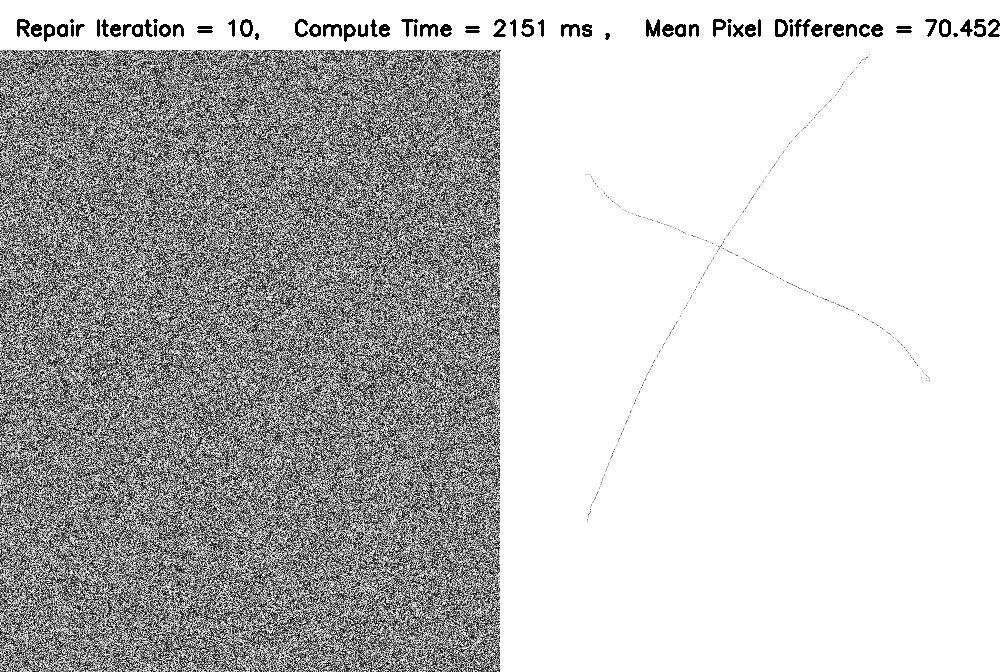 Repair Iteration = 10, Compute Time = 2151 ms , Mean Pixel Difference = 70.452